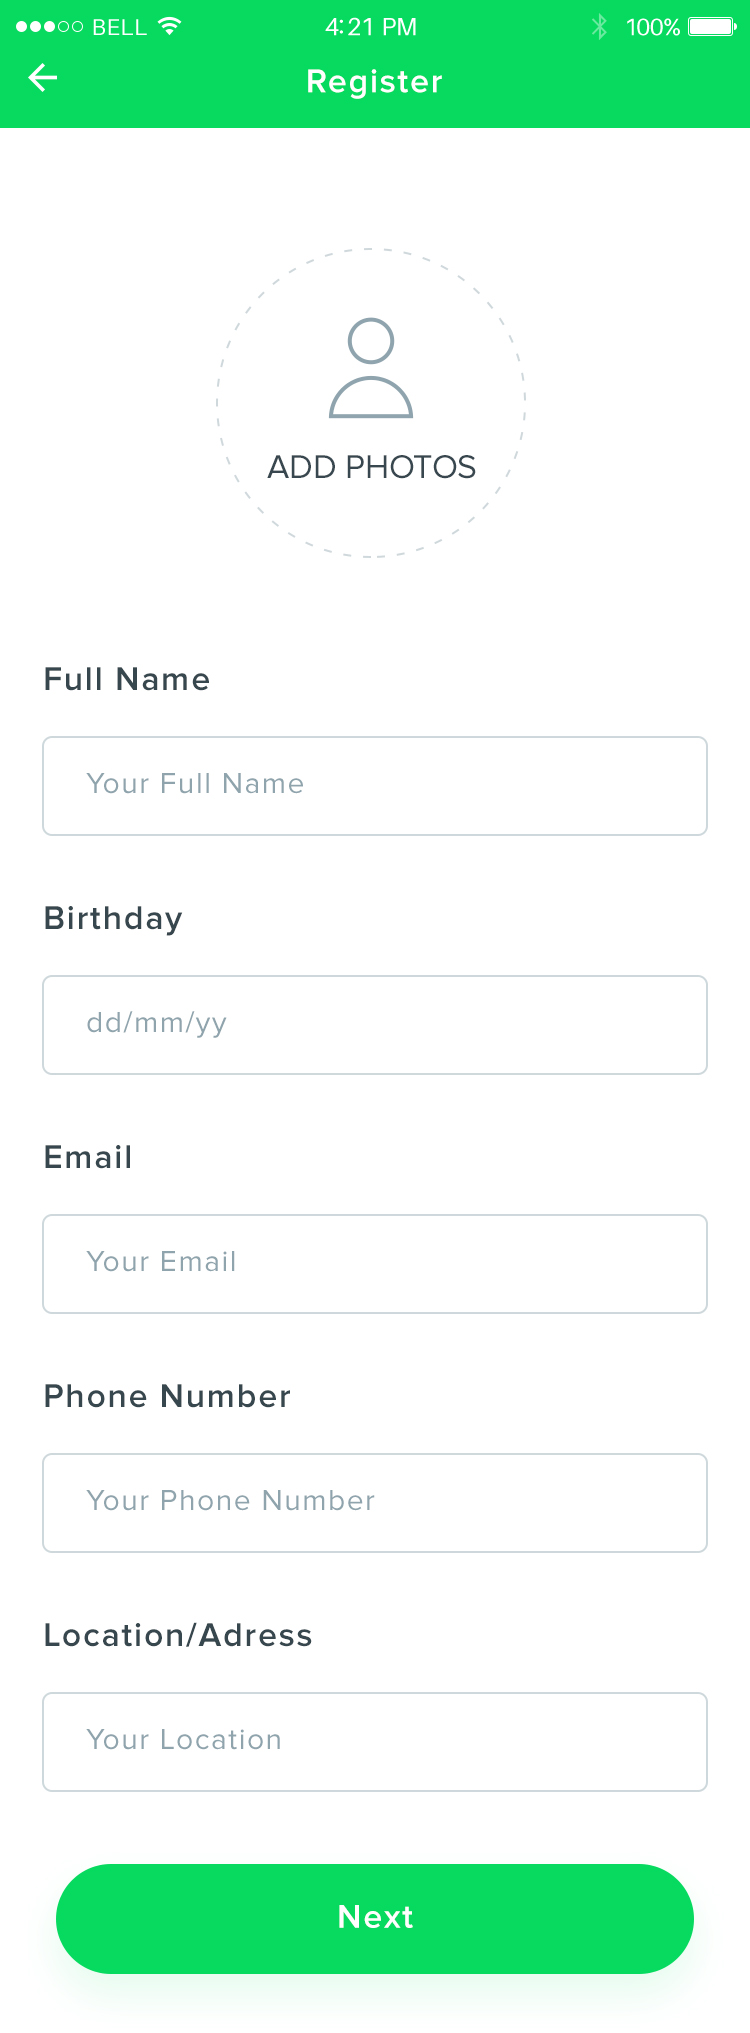 BELL 4:21 PM 100%
Register
ADD PHOTOS
Full Name
Your Full Name
Birthday
dd/mm/yy
Email
Your Email
Phone Number
Your Phone Number
Location/Adress
Your Location
Next